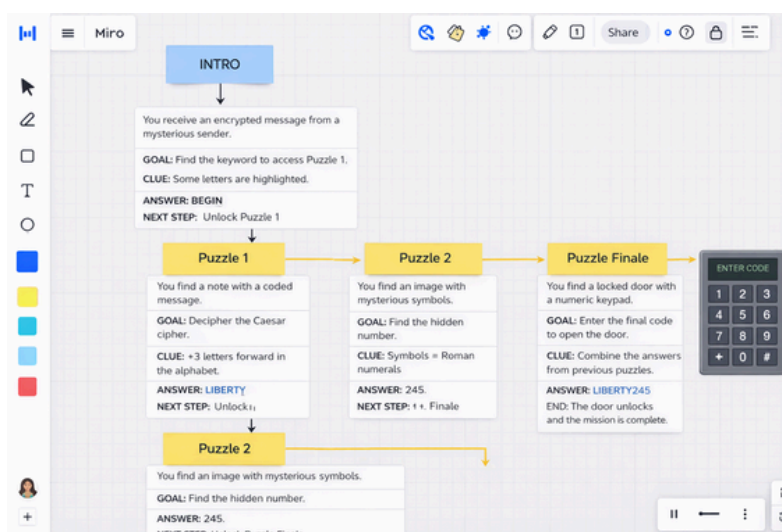 Miro
1
Share
?
INTRO
You receive an encrypted message from a
mysterious sender.
GOAL: Find the keyword to access Puzzle 1.
CLUE: Some letters are highlighted.
ANSWER: BEGIN
NEXT STEP: Unlock Puzzle 1
Puzzle 1
You find a note with a coded
message.
GOAL: Decipher the Caesar
cipher.
CLUE: +3 letters forward in
the alphabet.
ANSWER: LIBERTY
NEXT STEP: Unlock
Puzzle 2
You find an image with
mysterious symbols.
GOAL: Find the hidden
number.
CLUE: Symbols = Roman
numerals
ANSWER: 245.
NEXT STEP: Finale
Puzzle Finale
You find a locked door with
a numeric keypad.
GOAL: Enter the final code
to open the door.
CLUE: Combine the answers
from previous puzzles.
ANSWER: LIBERTY245
END: The door unlocks
and the mission is complete.
ENTER CODE
1 2 3
4 5 6
7 8 9
+ 0 #
Puzzle 2
You find an image with mysterious symbols.
GOAL: Find the hidden number.
ANSWER: 245.
T